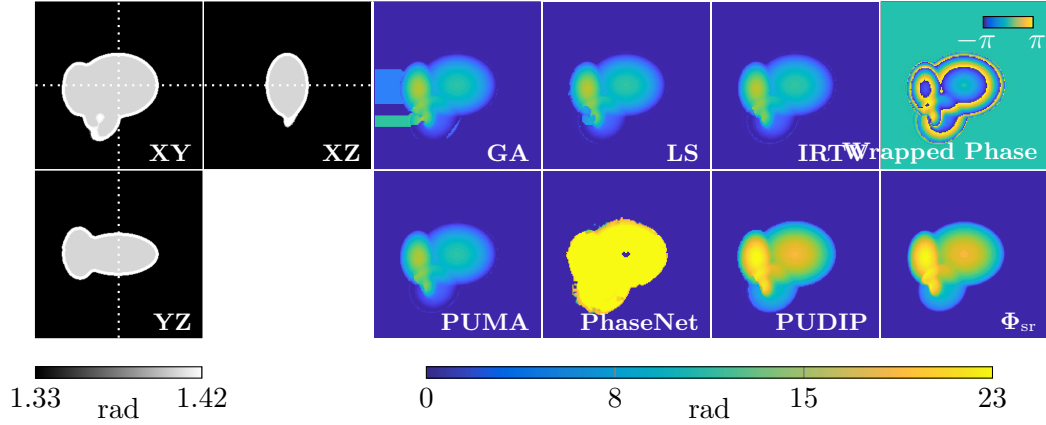 −π π
XY
XZ
GA
LS
IRTV
Wrapped Phase
YZ
PUMA
PhaseNet
PUDIP
Φsr
1.33 rad 1.42
0 8 rad 15 23